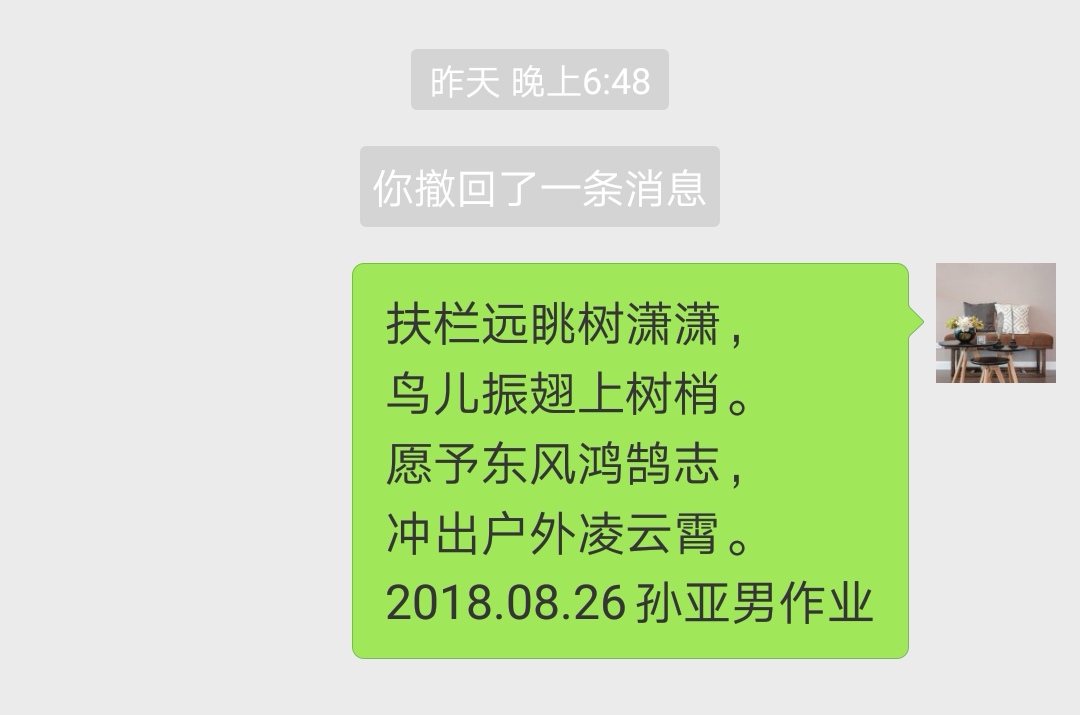 昨天 晚上6:48
你撤回了一条消息
扶栏远眺树潇潇，
鸟儿振翅上树梢。
愿予东风鸿鹄志，
冲出户外凌云霄。
2018.08.26孙亚男作业